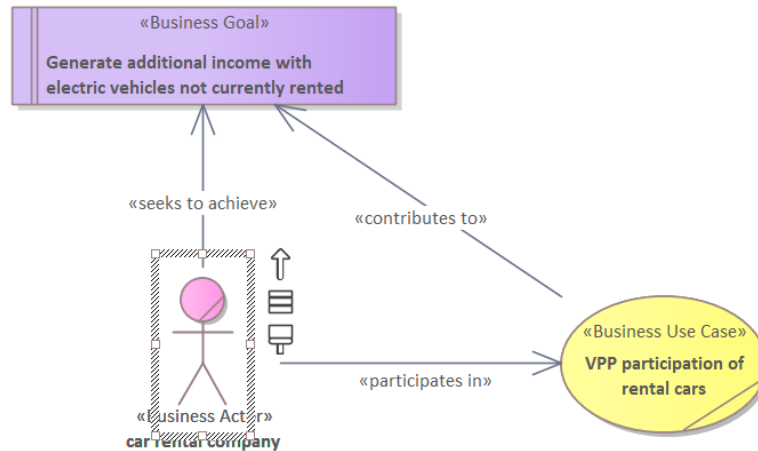 «Business Goal»
Generate additional income with
electric vehicles not currently rented
«seeks to achieve»
«contributes to»
«Business Use Case»
VPP participation of
rental cars
«participates in»
«Business Actor»
car rental company